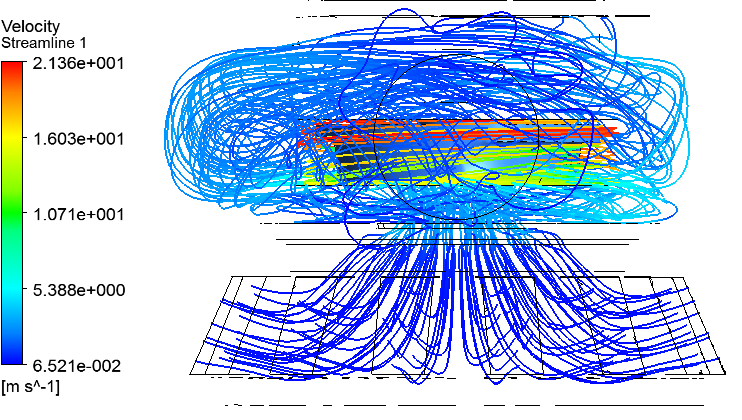 Velocity
Streamline 1
2.136e+001
1.603e+001
1.071e+001
5.388e+000
6.521e-002
[m s^-1]